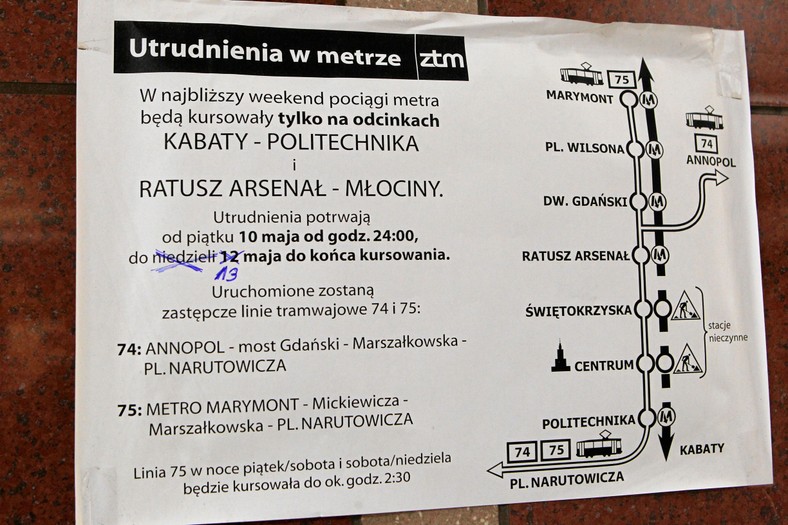 Utrudnienia w metrze ztm
W najbliższy weekend pociągi metra
będą kursowały tylko na odcinkach
KABATY - POLITECHNIKA
i
RATUSZ ARSENAŁ - MŁOCINY.
Utrudnienia potrwają
od piątku 10 maja od godz. 24:00,
do niedzieli 12 maja do końca kursowania.
13
Uruchomione zostaną
zastępcze linie tramwajowe 74 i 75:
74: ANNOPOL - most Gdański - Marszałkowska -
PL. NARUTOWICZA
75: METRO MARYMONT - Mickiewicza -
Marszałkowska - PL. NARUTOWICZA
Linia 75 w noce piątek/sobota i sobota/niedziela
będzie kursowała do ok. godz. 2:30
75
MARYMONT M
74
ANNOPOL
PL. WILSONA M
DW. GDAŃSKI M
RATUSZ ARSENAŁ M
ŚWIĘTOKRZYSKA
stacje
nieczynne
CENTRUM
POLITECHNIKA M
KABATY
74 75
PL. NARUTOWICZA